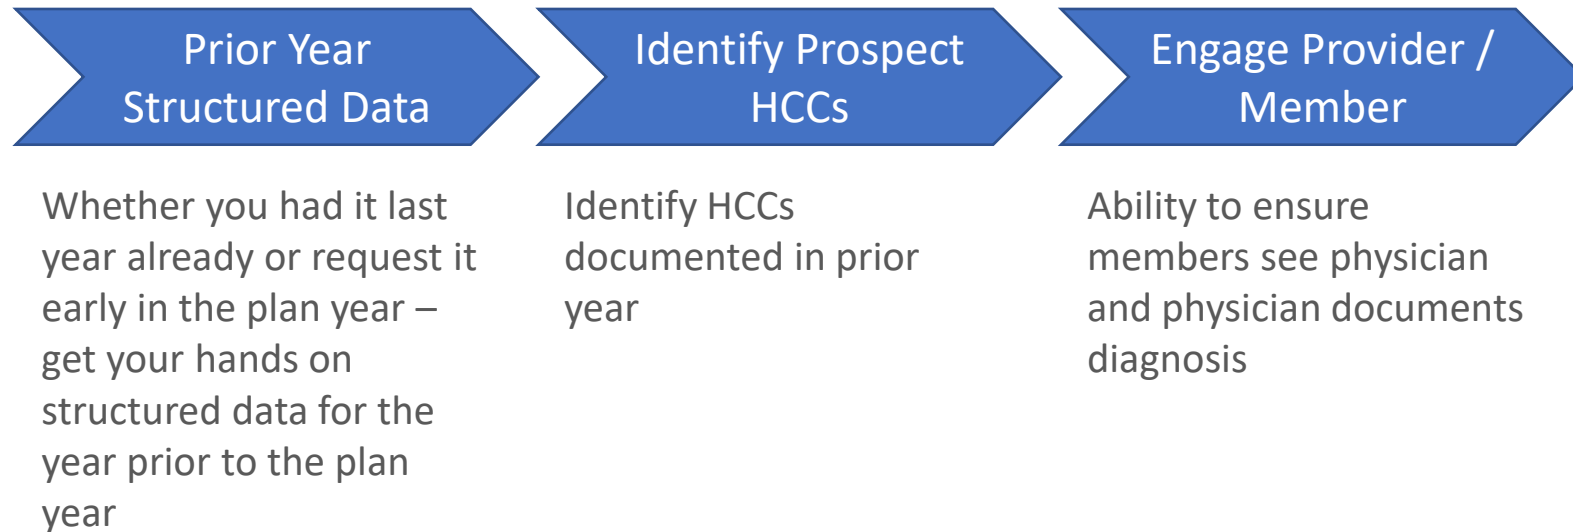 Prior Year
Structured Data
Identify Prospect
HCCs
Engage Provider /
Member
Whether you had it last
year already or request it
early in the plan year –
get your hands on
structured data for the
year prior to the plan
year
Identify HCCs
documented in prior
year
Ability to ensure
members see physician
and physician documents
diagnosis